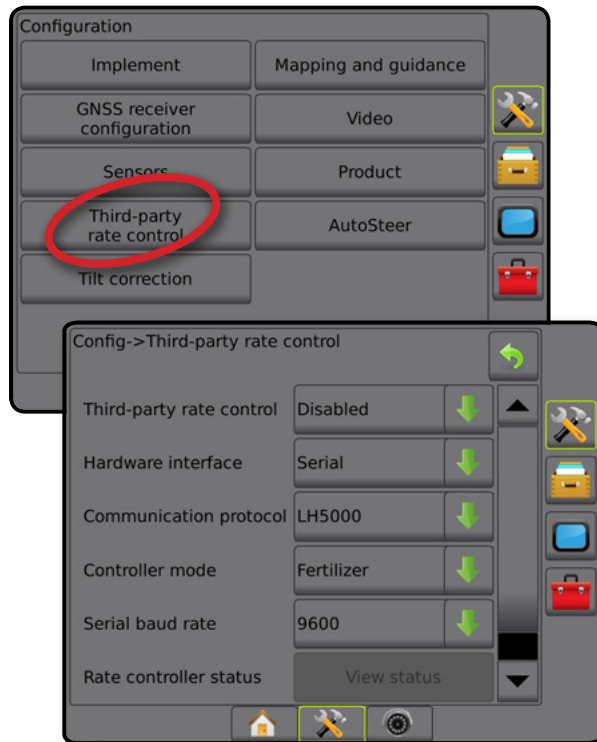 Configuration
Implement
Mapping and guidance
GNSS receiver
configuration
Video
Sensors
Product
Third-party
rate control
AutoSteer
Tilt correction
Config->Third-party rate control
Third-party rate control
Disabled
Hardware interface
Serial
Communication protocol
LH5000
Controller mode
Fertilizer
Serial baud rate
9600
Rate controller status
View status